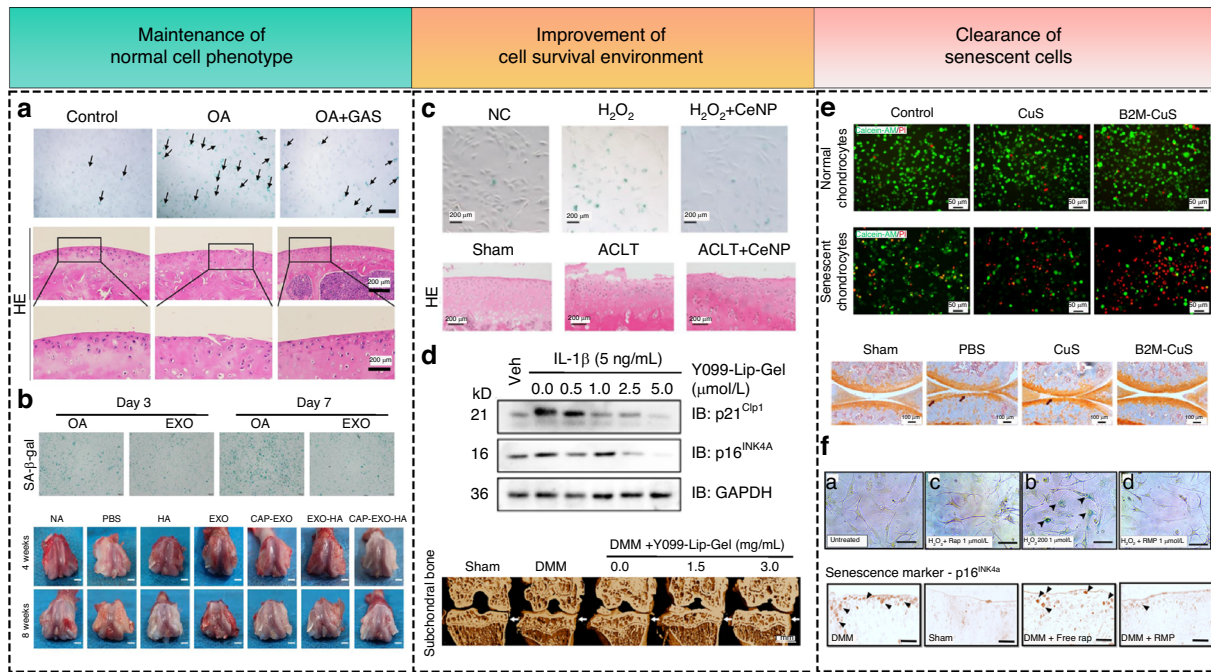 Maintenance of
normal cell phenotype
Improvement of
cell survival environment
Clearance of
senescent cells
a
Control OA OA+GAS
HE
200 μm
200 μm
b
Day 3 Day 7
OA EXO OA EXO
SA-β-gal
NA PBS HA EXO CAP-EXO EXO-HA CAP-EXO-HA
4 weeks
8 weeks
c
NC H₂O₂ H₂O₂+CeNP
200 μm 200 μm 200 μm
Sham ACLT ACLT+CeNP
HE
200 μm 200 μm 200 μm
d
Veh IL-1β (5 ng/mL) Y099-Lip-Gel
kD 0.0 0.5 1.0 2.5 5.0 (μmol/L)
21 IB: p21Clp1
16 IB: p16INK4A
36 IB: GAPDH
DMM +Y099-Lip-Gel (mg/mL)
Sham DMM 0.0 1.5 3.0
Subchondral bone
e
Control CuS B2M-CuS
Normal
chondrocytes
Calcein-AM/PI
50 μm 50 μm 50 μm
Senescent
chondrocytes
Calcein-AM/PI
50 μm 50 μm 50 μm
Sham PBS CuS B2M-CuS
100 μm 100 μm 100 μm 100 μm
f
a c b d
Untreated H₂O₂ + Rap 1 μmol/L H₂O₂ 200 1 μmol/L H₂O₂ + RMP 1 μmol/L
Senescence marker - p16INK4a
DMM Sham DMM + Free rap DMM + RMP